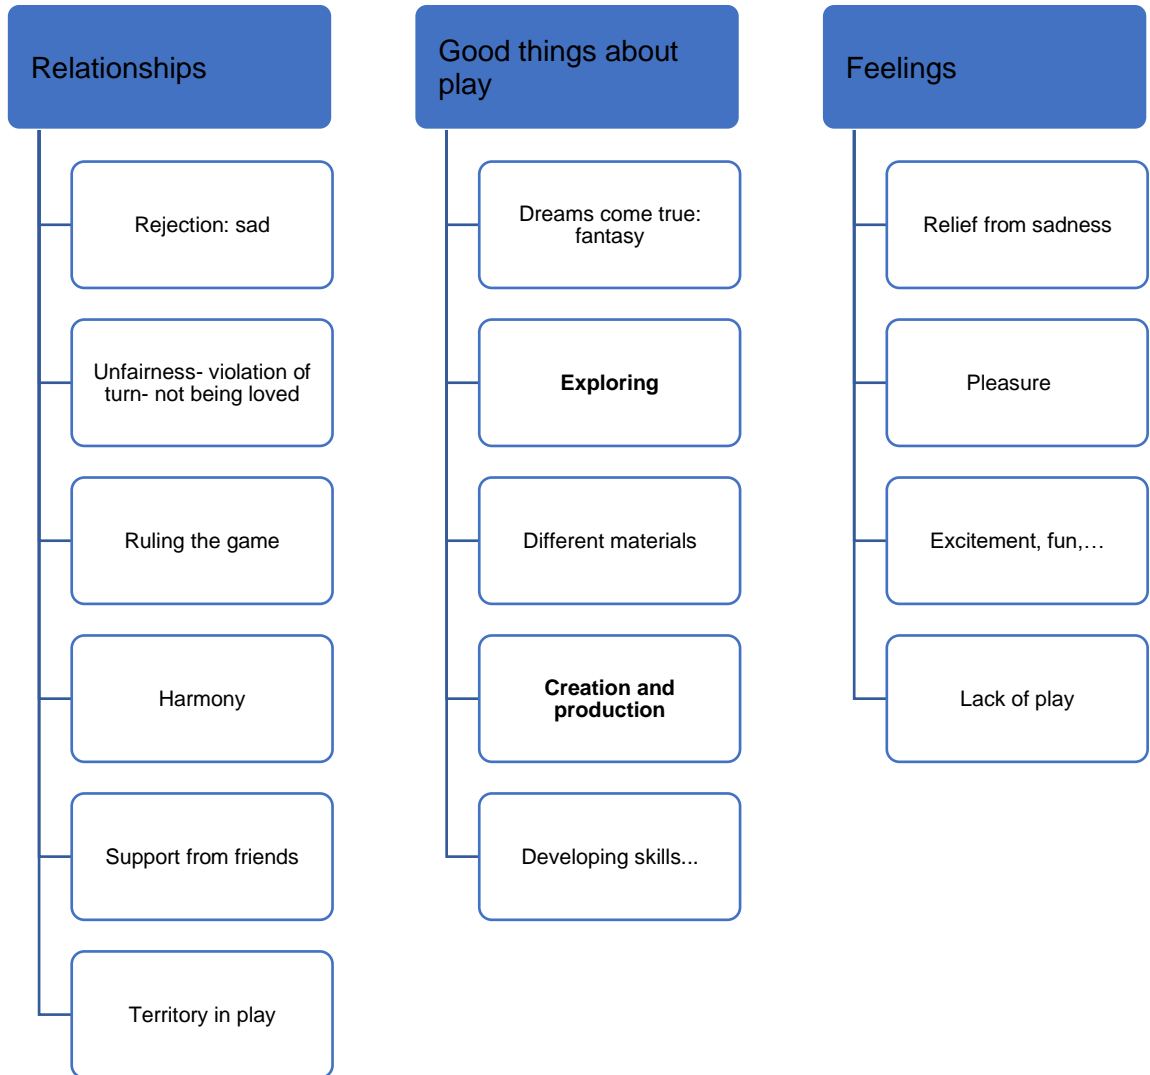 Relationships
Rejection: sad
Unfairness- violation of
turn- not being loved
Ruling the game
Harmony
Support from friends
Territory in play
Good things about
play
Dreams come true:
fantasy
Exploring
Different materials
Creation and
production
Developing skills...
Feelings
Relief from sadness
Pleasure
Excitement, fun,…
Lack of play